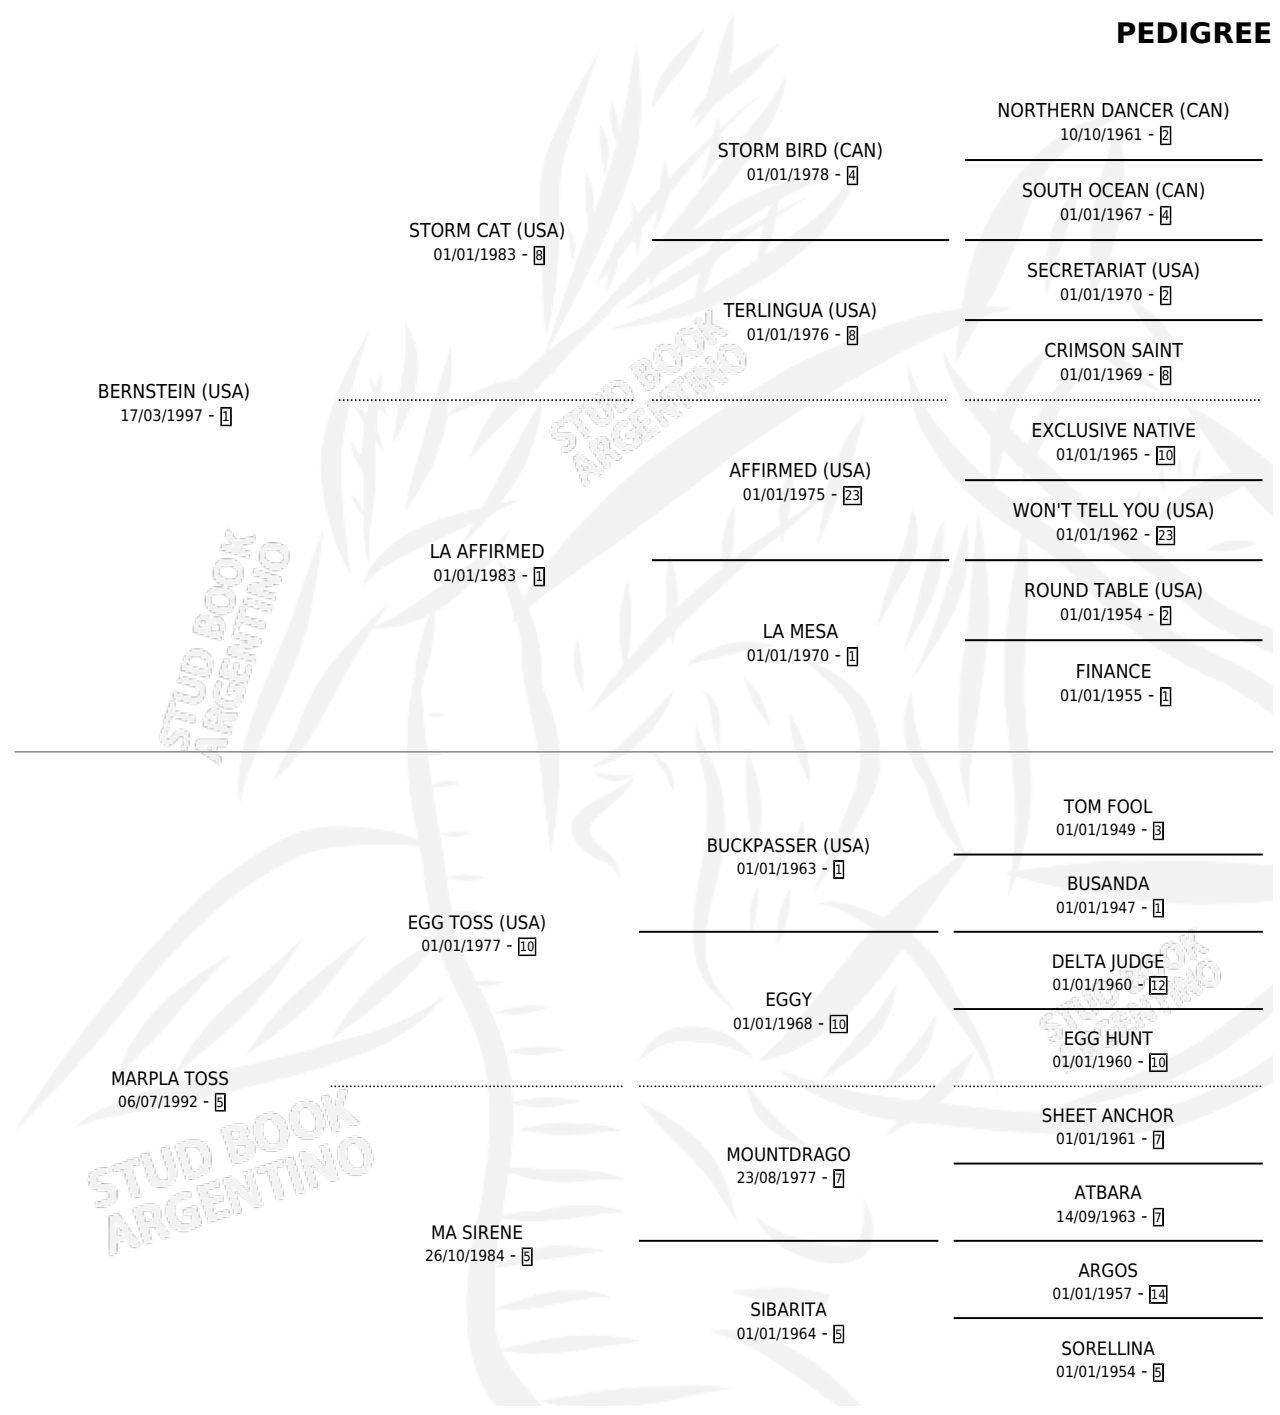 PEDIGREE
NORTHERN DANCER (CAN)
10/10/1961 - 2
STORM BIRD (CAN)
01/01/1978 - 4
SOUTH OCEAN (CAN)
01/01/1967 - 4
STORM CAT (USA)
01/01/1983 - 8
SECRETARIAT (USA)
01/01/1970 - 2
TERLINGUA (USA)
01/01/1976 - 8
CRIMSON SAINT
01/01/1969 - 8
BERNSTEIN (USA)
17/03/1997 - 1
EXCLUSIVE NATIVE
01/01/1965 - 10
AFFIRMED (USA)
01/01/1975 - 23
WON'T TELL YOU (USA)
01/01/1962 - 23
LA AFFIRMED
01/01/1983 - 1
ROUND TABLE (USA)
01/01/1954 - 2
LA MESA
01/01/1970 - 1
FINANCE
01/01/1955 - 1
TOM FOOL
01/01/1949 - 3
BUCKPASSER (USA)
01/01/1963 - 1
BUSANDA
01/01/1947 - 1
EGG TOSS (USA)
01/01/1977 - 10
DELTA JUDGE
01/01/1960 - 12
EGGY
01/01/1968 - 10
EGG HUNT
01/01/1960 - 10
MARPLA TOSS
06/07/1992 - 5
SHEET ANCHOR
01/01/1961 - 7
MOUNTDRAGO
23/08/1977 - 7
ATBARA
14/09/1963 - 7
MA SIRENE
26/10/1984 - 5
ARGOS
01/01/1957 - 14
SIBARITA
01/01/1964 - 5
SORELLINA
01/01/1954 - 5
STUD BOOK
ARGENTINO
STUD BOOK
ARGENTINO
STUD BOOK
ARGENTINO
STUD BOOK
ARGENTINO